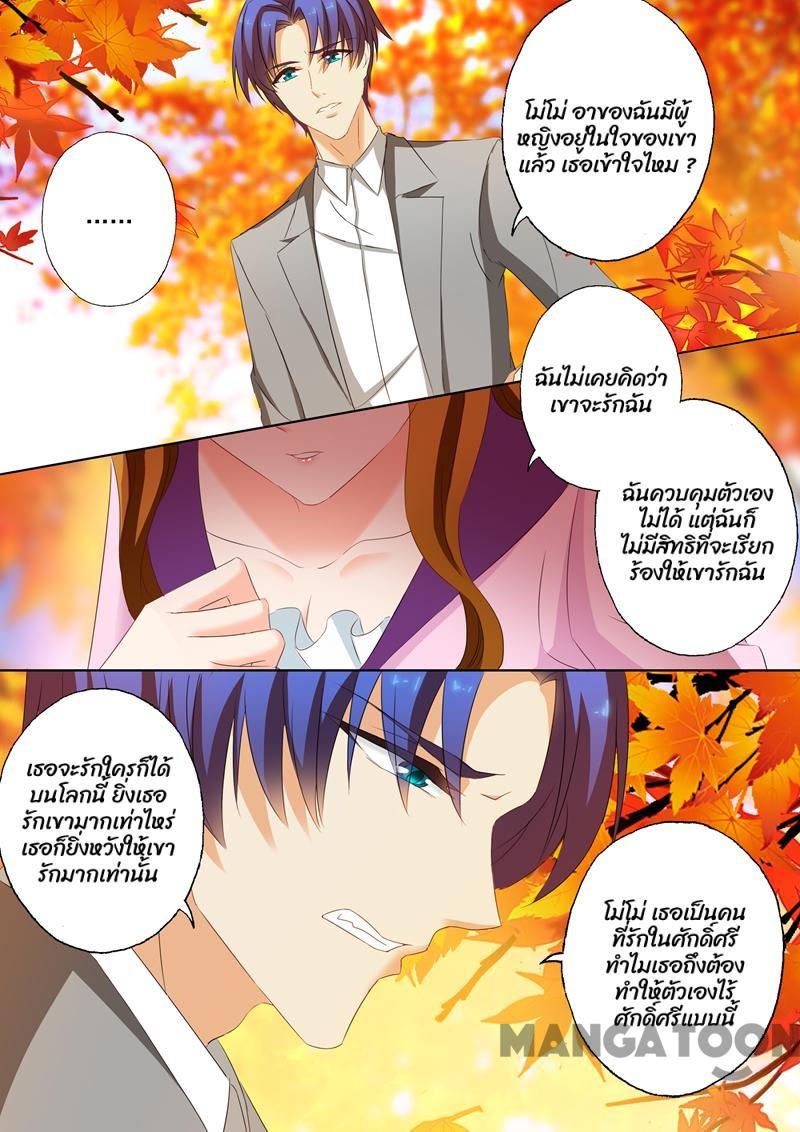 โม่โม่ อาของฉันมีผู้
หญิงอยู่ในใจของเขา
แล้ว เธอเข้าใจไหม ?
......
ฉันไม่เคยคิดว่า
เขาจะรักฉัน
ฉันควบคุมตัวเอง
ไม่ได้ แต่ฉันก็
ไม่มีสิทธิที่จะเรียก
ร้องให้เขารักฉัน
เธอจะรักใครก็ได้
บนโลกนี้ ยิ่งเธอ
รักเขามากเท่าไหร่
เธอก็ยิ่งหวังให้เขา
รักมากเท่านั้น
โม่โม่ เธอเป็นคน
ที่รักในศักดิ์ศรี
ทำไมเธอถึงต้อง
ทำให้ตัวเองไร้
ศักดิ์ศรีแบบนี้
MANGATOON